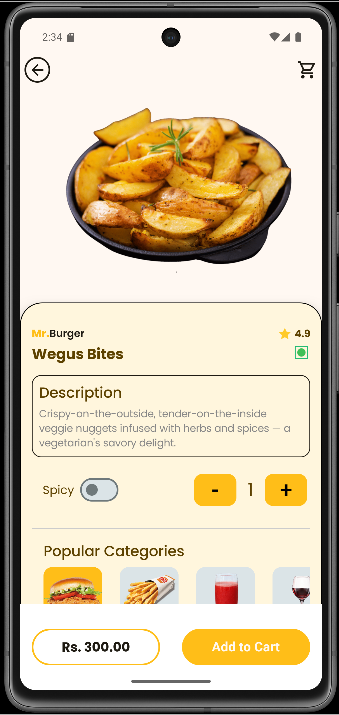 2:34
Mr.Burger
4.9
Wegus Bites
Description
Crispy-on-the-outside, tender-on-the-inside
veggie nuggets infused with herbs and spices — a
vegetarian's savory delight.
Spicy
- 1 +
Popular Categories
Rs. 300.00
Add to Cart